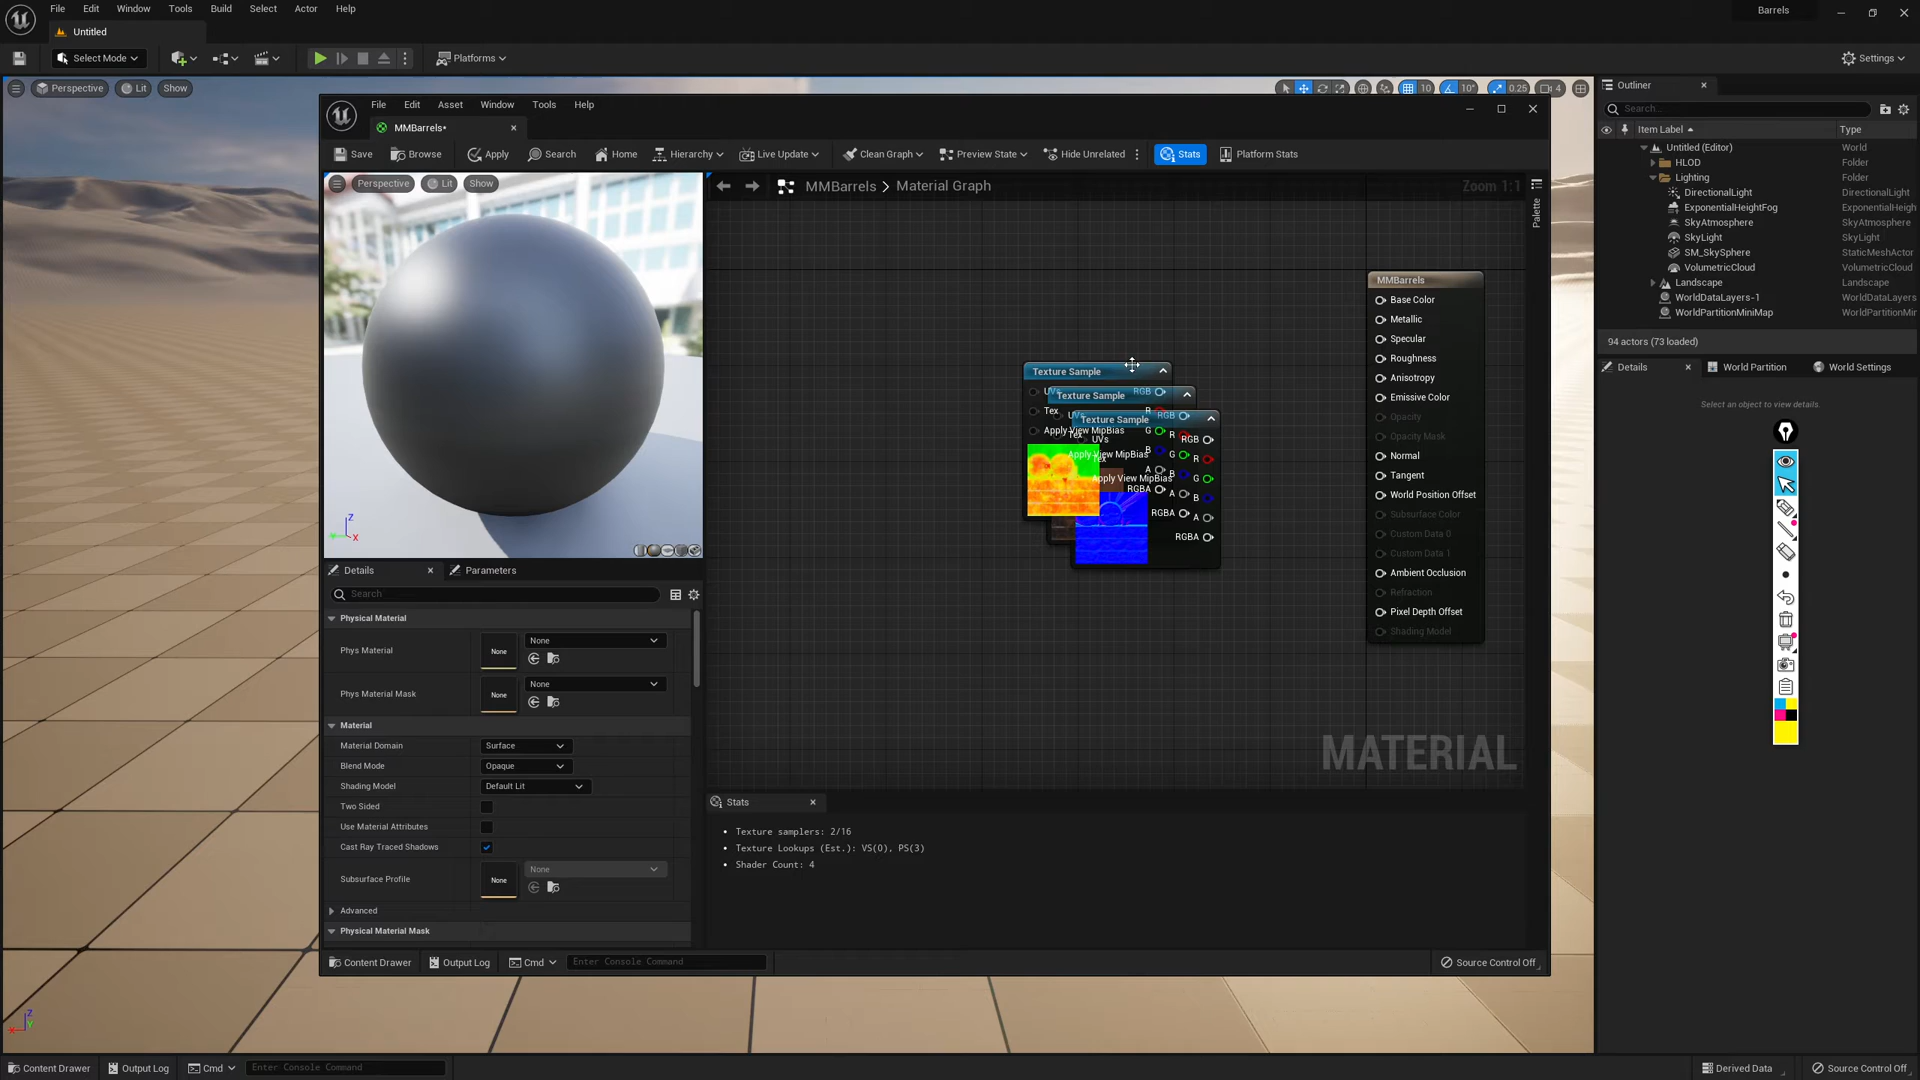 File Edit Window Tools Build Select Actor Help
Barrels
Untitled
Select Mode
Platforms
Settings
Perspective Lit Show
10 10° 0.25 4
Outliner
Search...
Item Label Type
Untitled (Editor) World
HLOD Folder
Lighting Folder
DirectionalLight DirectionalLight
ExponentialHeightFog ExponentialHeigh
SkyAtmosphere SkyAtmosphere
SkyLight SkyLight
SM_SkySphere StaticMeshActor
VolumetricCloud VolumetricCloud
Landscape Landscape
WorldDataLayers-1 WorldDataLayers
WorldPartitionMiniMap WorldPartitionMir
94 actors (73 loaded)
Details World Partition World Settings
Select an object to view details.
File Edit Asset Window Tools Help
MMBarrels*
Save Browse Apply Search Home Hierarchy Live Update Clean Graph Preview State Hide Unrelated Stats Platform Stats
Perspective Lit Show
MMBarrels > Material Graph
Zoom 1:1
Palette
Z
X
Texture Sample
RGB
Tex
Apply View MipBias
G
B
A
RGBA
Texture Sample
RGB
Tex
R
Apply View MipBias
G
B
A
RGBA
Texture Sample
UVs RGB
Tex R
Apply View MipBias G
B
A
RGBA
MMBarrels
Base Color
Metallic
Specular
Roughness
Anisotropy
Emissive Color
Opacity
Opacity Mask
Normal
Tangent
World Position Offset
Subsurface Color
Custom Data 0
Custom Data 1
Ambient Occlusion
Refraction
Pixel Depth Offset
Shading Model
MATERIAL
Details Parameters
Search
Physical Material
Phys Material None None
Phys Material Mask None None
Material
Material Domain Surface
Blend Mode Opaque
Shading Model Default Lit
Two Sided
Use Material Attributes
Cast Ray Traced Shadows
Subsurface Profile None None
Advanced
Physical Material Mask
Stats
Texture samplers: 2/16
Texture Lookups (Est.): VS(0), PS(3)
Shader Count: 4
Content Drawer Output Log Cmd Enter Console Command Source Control Off
Z
Y
X
Content Drawer Output Log Cmd Enter Console Command Derived Data Source Control Off